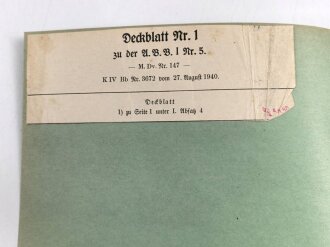 Deckblatt Nr. 1
zu der A.B.B. I Nr. 5.
— M. Dv. Nr. 147 —
K IV Bb Nr. 3672 vom 27. August 1940.
Deckblatt
1) zu Seite 1 unter I. Absatz 4